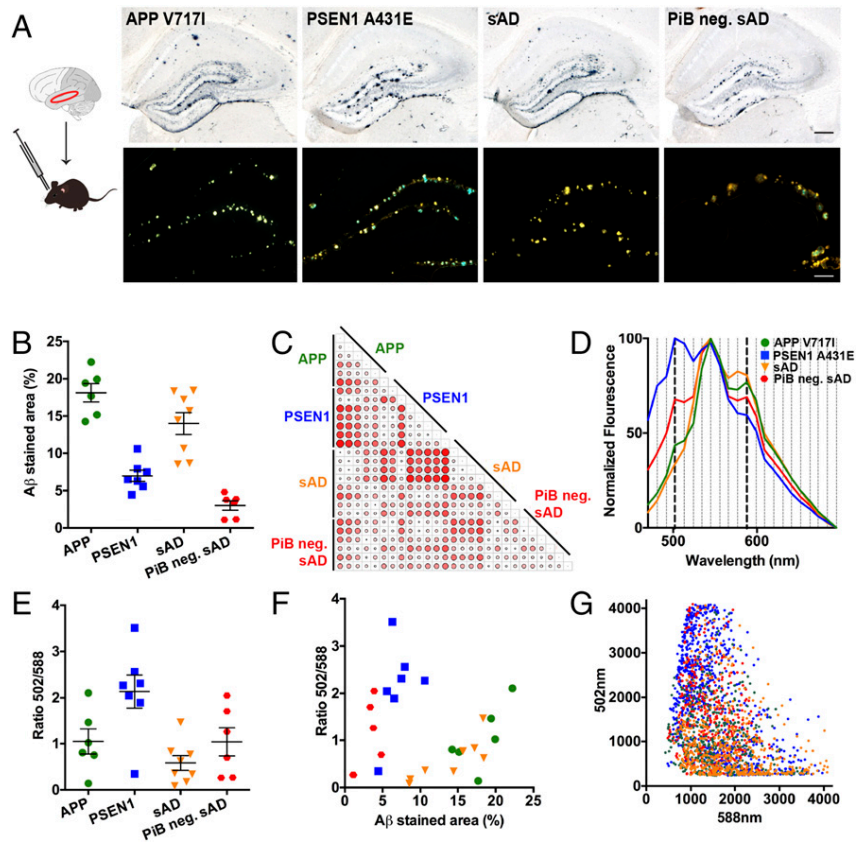 A
APP V717I
PSEN1 A431E
sAD
PiB neg. sAD
B
Aβ stained area (%)
25
20
15
10
5
0
APP
PSEN1
sAD
PiB neg. sAD
C
APP
PSEN1
sAD
PiB neg.
sAD
APP
PSEN1
sAD
PiB neg.
sAD
D
Normalized Flourescence
100
50
0
500
600
Wavelength (nm)
APP V717I
PSEN1 A431E
sAD
PiB neg. sAD
E
Ratio 502/588
4
3
2
1
0
APP
PSEN1
sAD
PiB neg. sAD
F
Ratio 502/588
4
3
2
1
0
0
5
10
15
20
25
Aβ stained area (%)
G
502nm
4000
3000
2000
1000
0
0
1000
2000
3000
4000
588nm